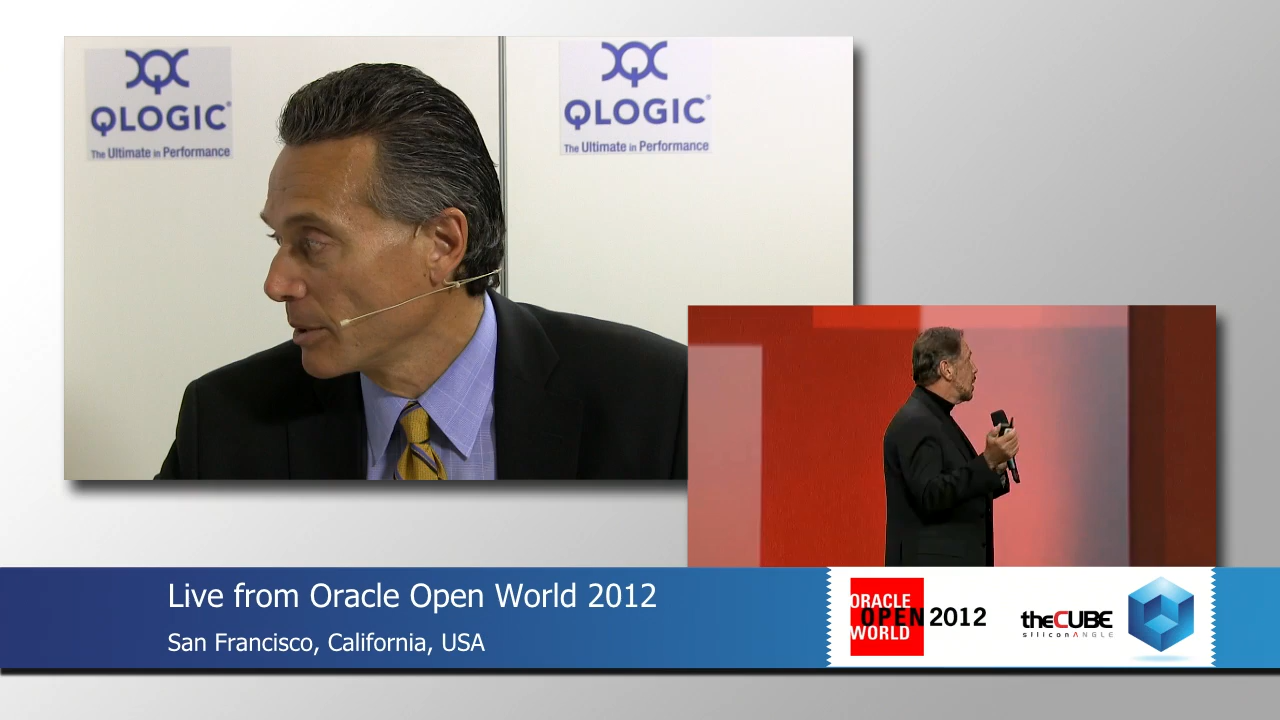 QLOGIC®
The Ultimate in Performance
QLOGIC®
The Ultimate in Performance
Live from Oracle Open World 2012
San Francisco, California, USA
ORACLE
OPEN 2012
WORLD
theCUBE
siliconANGLE